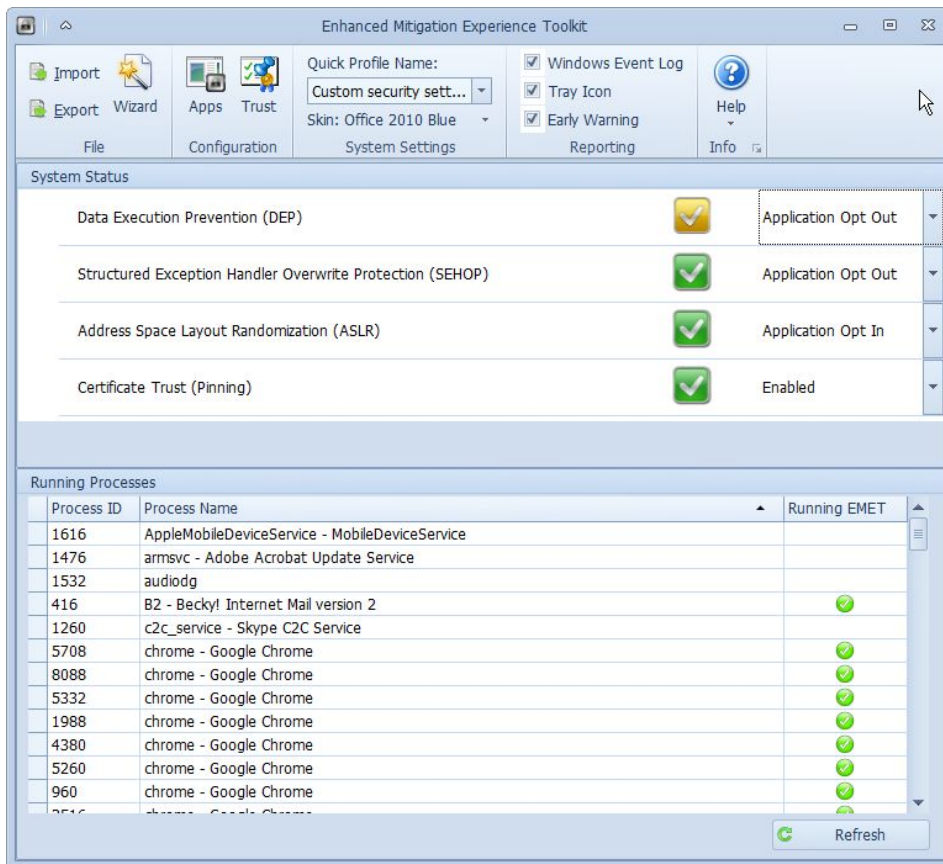 Enhanced Mitigation Experience Toolkit
Import
Export
Wizard
File
Apps
Trust
Configuration
Quick Profile Name:
Custom security sett...
Skin: Office 2010 Blue
System Settings
Windows Event Log
Tray Icon
Early Warning
Reporting
Help
Info
System Status
Data Execution Prevention (DEP) Application Opt Out
Structured Exception Handler Overwrite Protection (SEHOP) Application Opt Out
Address Space Layout Randomization (ASLR) Application Opt In
Certificate Trust (Pinning) Enabled
Running Processes
Process ID Process Name Running EMET
1616 AppleMobileDeviceService - MobileDeviceService
1476 armsvc - Adobe Acrobat Update Service
1532 audiodg
416 B2 - Becky! Internet Mail version 2
1260 c2c_service - Skype C2C Service
5708 chrome - Google Chrome
8088 chrome - Google Chrome
5332 chrome - Google Chrome
1988 chrome - Google Chrome
4380 chrome - Google Chrome
5260 chrome - Google Chrome
960 chrome - Google Chrome
chrome - Google Chrome
Refresh